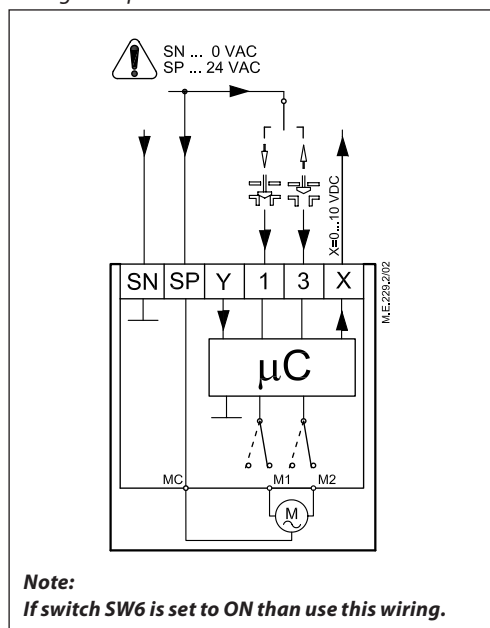 SN ... 0 VAC
SP ... 24 VAC
X=0...10 VDC
SN SP Y 1 3 X
M.E.229.2/02
µC
MC M1 M2
M
Note:
If switch SW6 is set to ON than use this wiring.